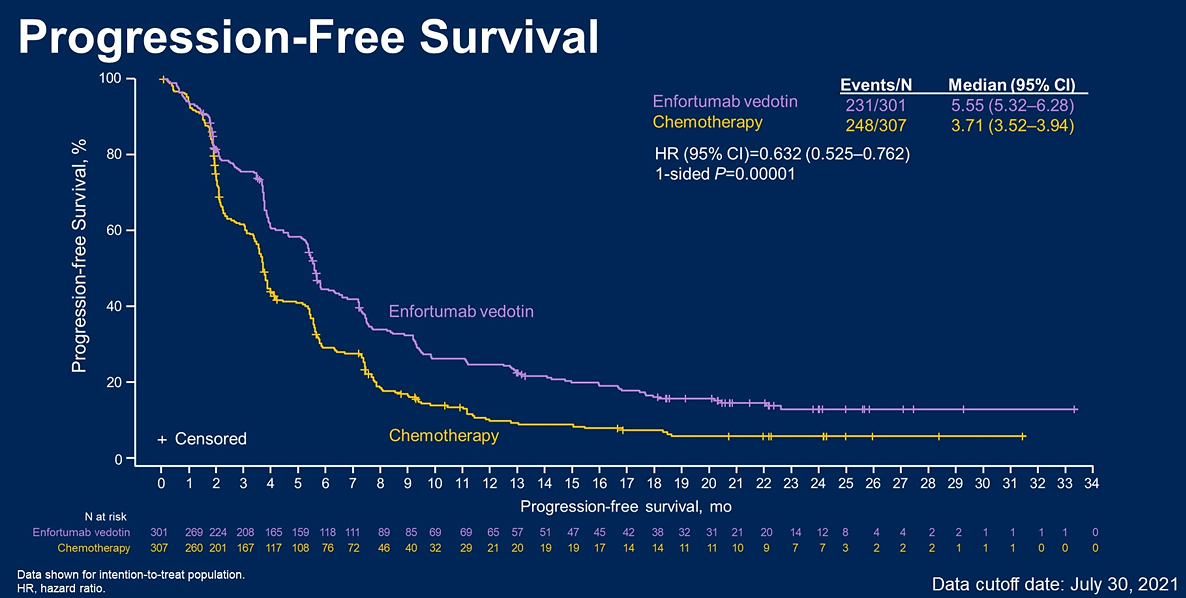 Progression-Free Survival
Events/N Median (95% CI)
Enfortumab vedotin 231/301 5.55 (5.32–6.28)
Chemotherapy 248/307 3.71 (3.52–3.94)
HR (95% CI)=0.632 (0.525–0.762)
1-sided P=0.00001
Progression-free Survival, %
100
80
60
40
20
0
Enfortumab vedotin
Chemotherapy
+ Censored
0 1 2 3 4 5 6 7 8 9 10 11 12 13 14 15 16 17 18 19 20 21 22 23 24 25 26 27 28 29 30 31 32 33 34
Progression-free survival, mo
N at risk
Enfortumab vedotin 301 269 224 208 165 159 118 111 89 85 69 69 65 57 51 47 45 42 38 32 31 21 20 14 12 8 4 4 2 2 1 1 1 1 0
Chemotherapy 307 260 201 167 117 108 76 72 46 40 32 29 21 20 19 19 17 14 14 11 11 10 9 7 7 3 2 2 2 1 1 1 0 0 0
Data shown for intention-to-treat population.
HR, hazard ratio.
Data cutoff date: July 30, 2021